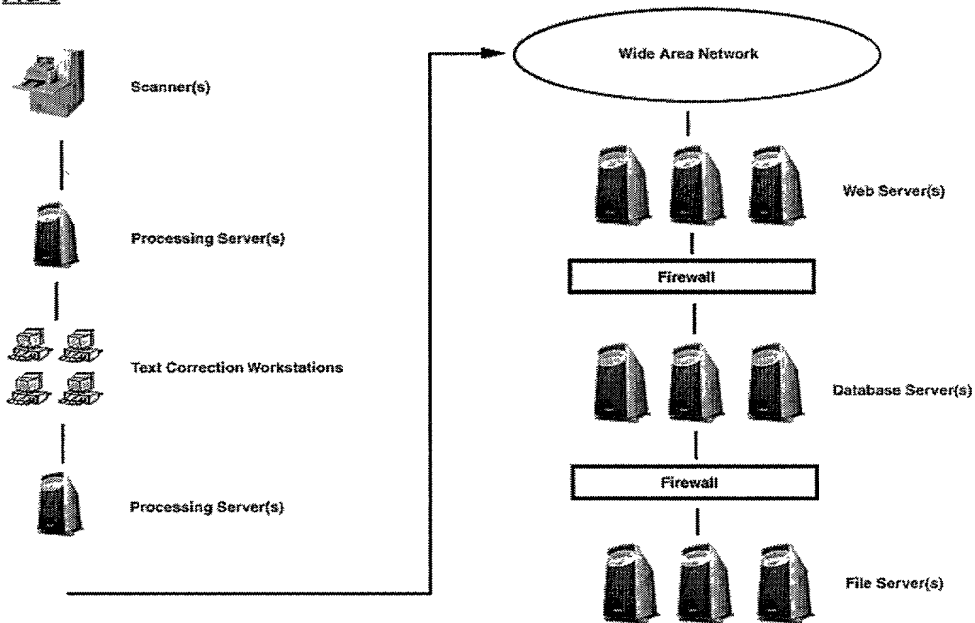 Scanner(s)
Processing Server(s)
Text Correction Workstations
Processing Server(s)
Wide Area Network
Web Server(s)
Firewall
Database Server(s)
Firewall
File Server(s)